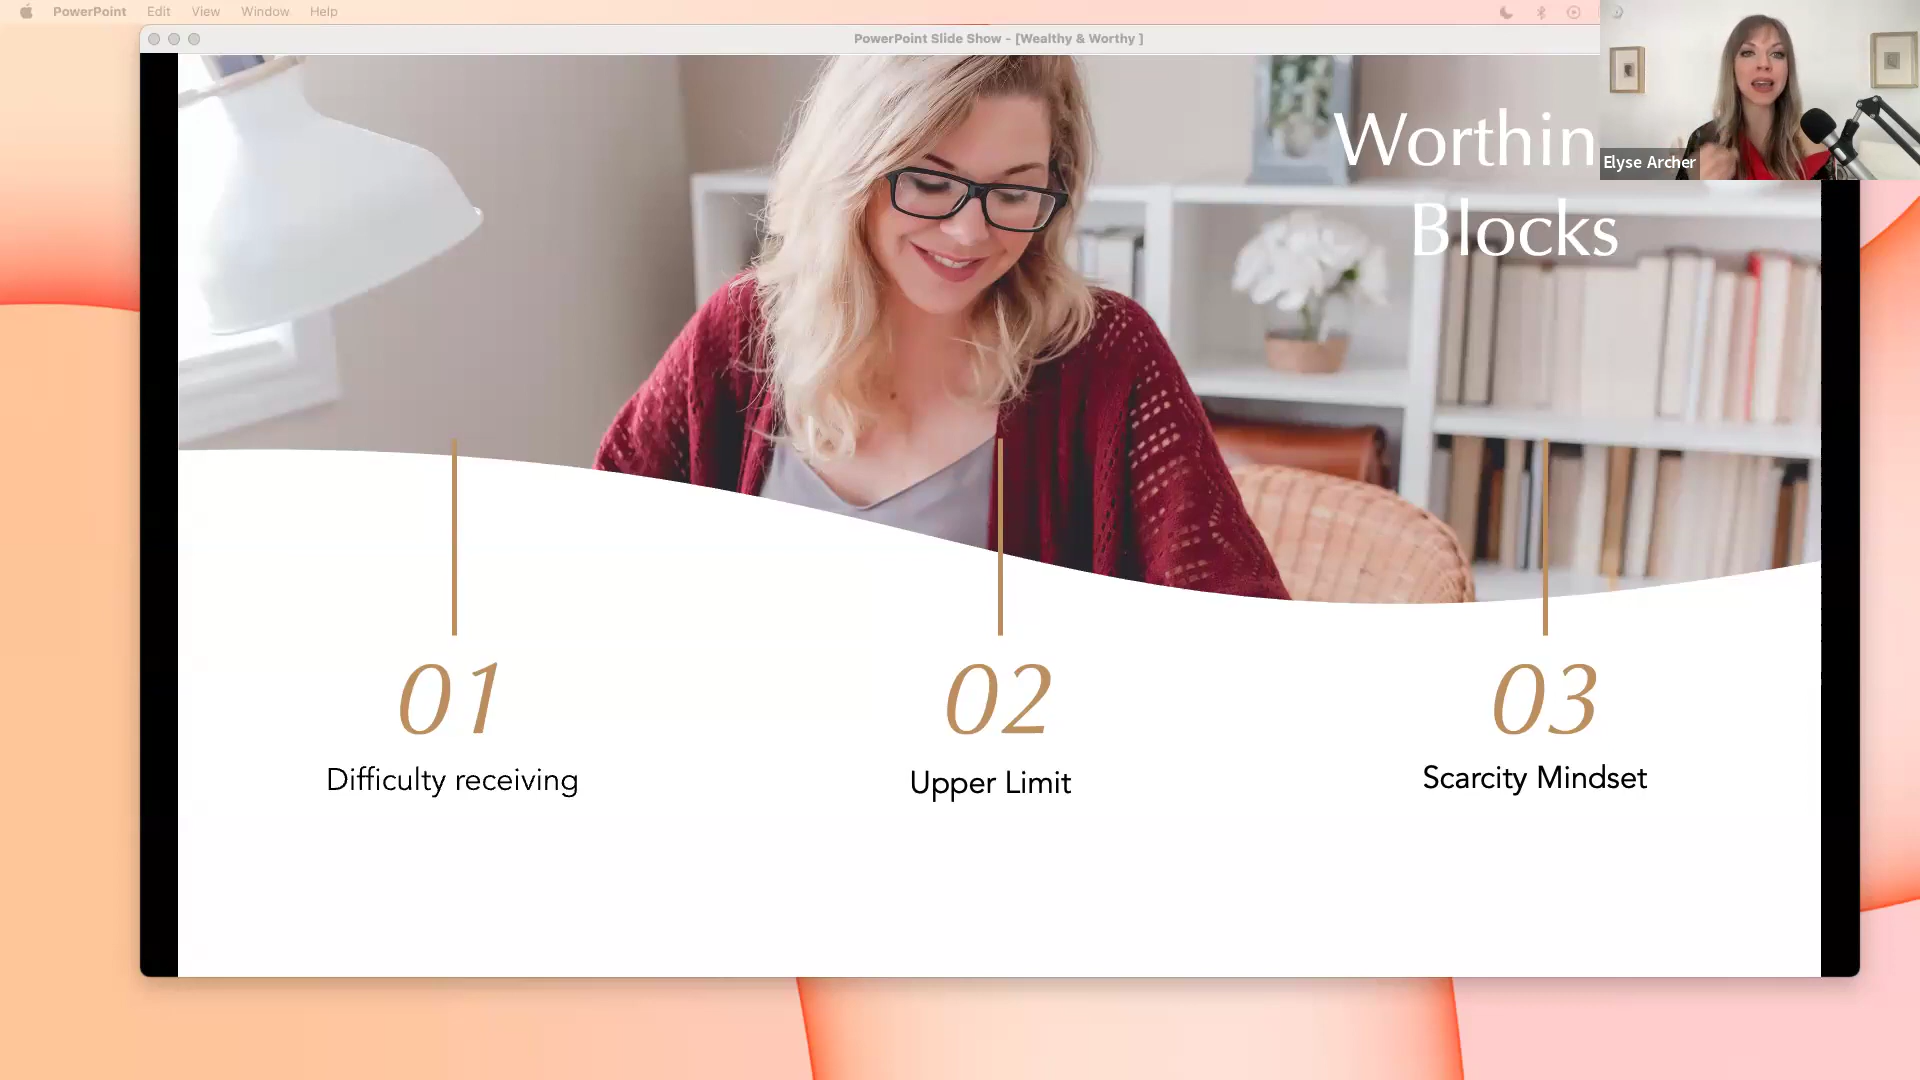 PowerPoint Edit View Window Help
PowerPoint Slide Show - [Wealthy & Worthy ]
Elyse Archer
Blocks
01
02
03
Difficulty receiving
Upper Limit
Scarcity Mindset